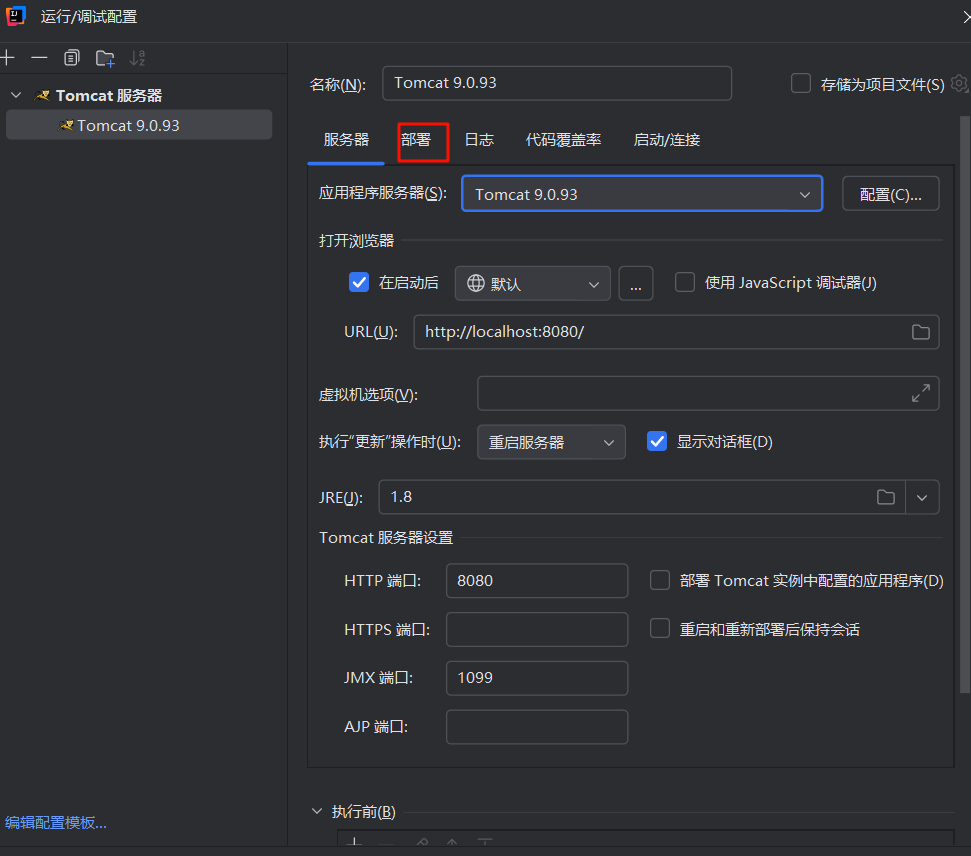 运行/调试配置
Tomcat 服务器
Tomcat 9.0.93
名称(N):
Tomcat 9.0.93
存储为项目文件(S)
服务器
部署
日志
代码覆盖率
启动/连接
应用程序服务器(S):
Tomcat 9.0.93
配置(C)...
打开浏览器
在启动后
默认
...
使用 JavaScript 调试器(J)
URL(U):
http://localhost:8080/
虚拟机选项(V):
执行“更新”操作时(U):
重启服务器
显示对话框(D)
JRE(J):
1.8
Tomcat 服务器设置
HTTP 端口:
8080
部署 Tomcat 实例中配置的应用程序(D)
HTTPS 端口:
重启和重新部署后保持会话
JMX 端口:
1099
AJP 端口:
执行前(B)
编辑配置模板...